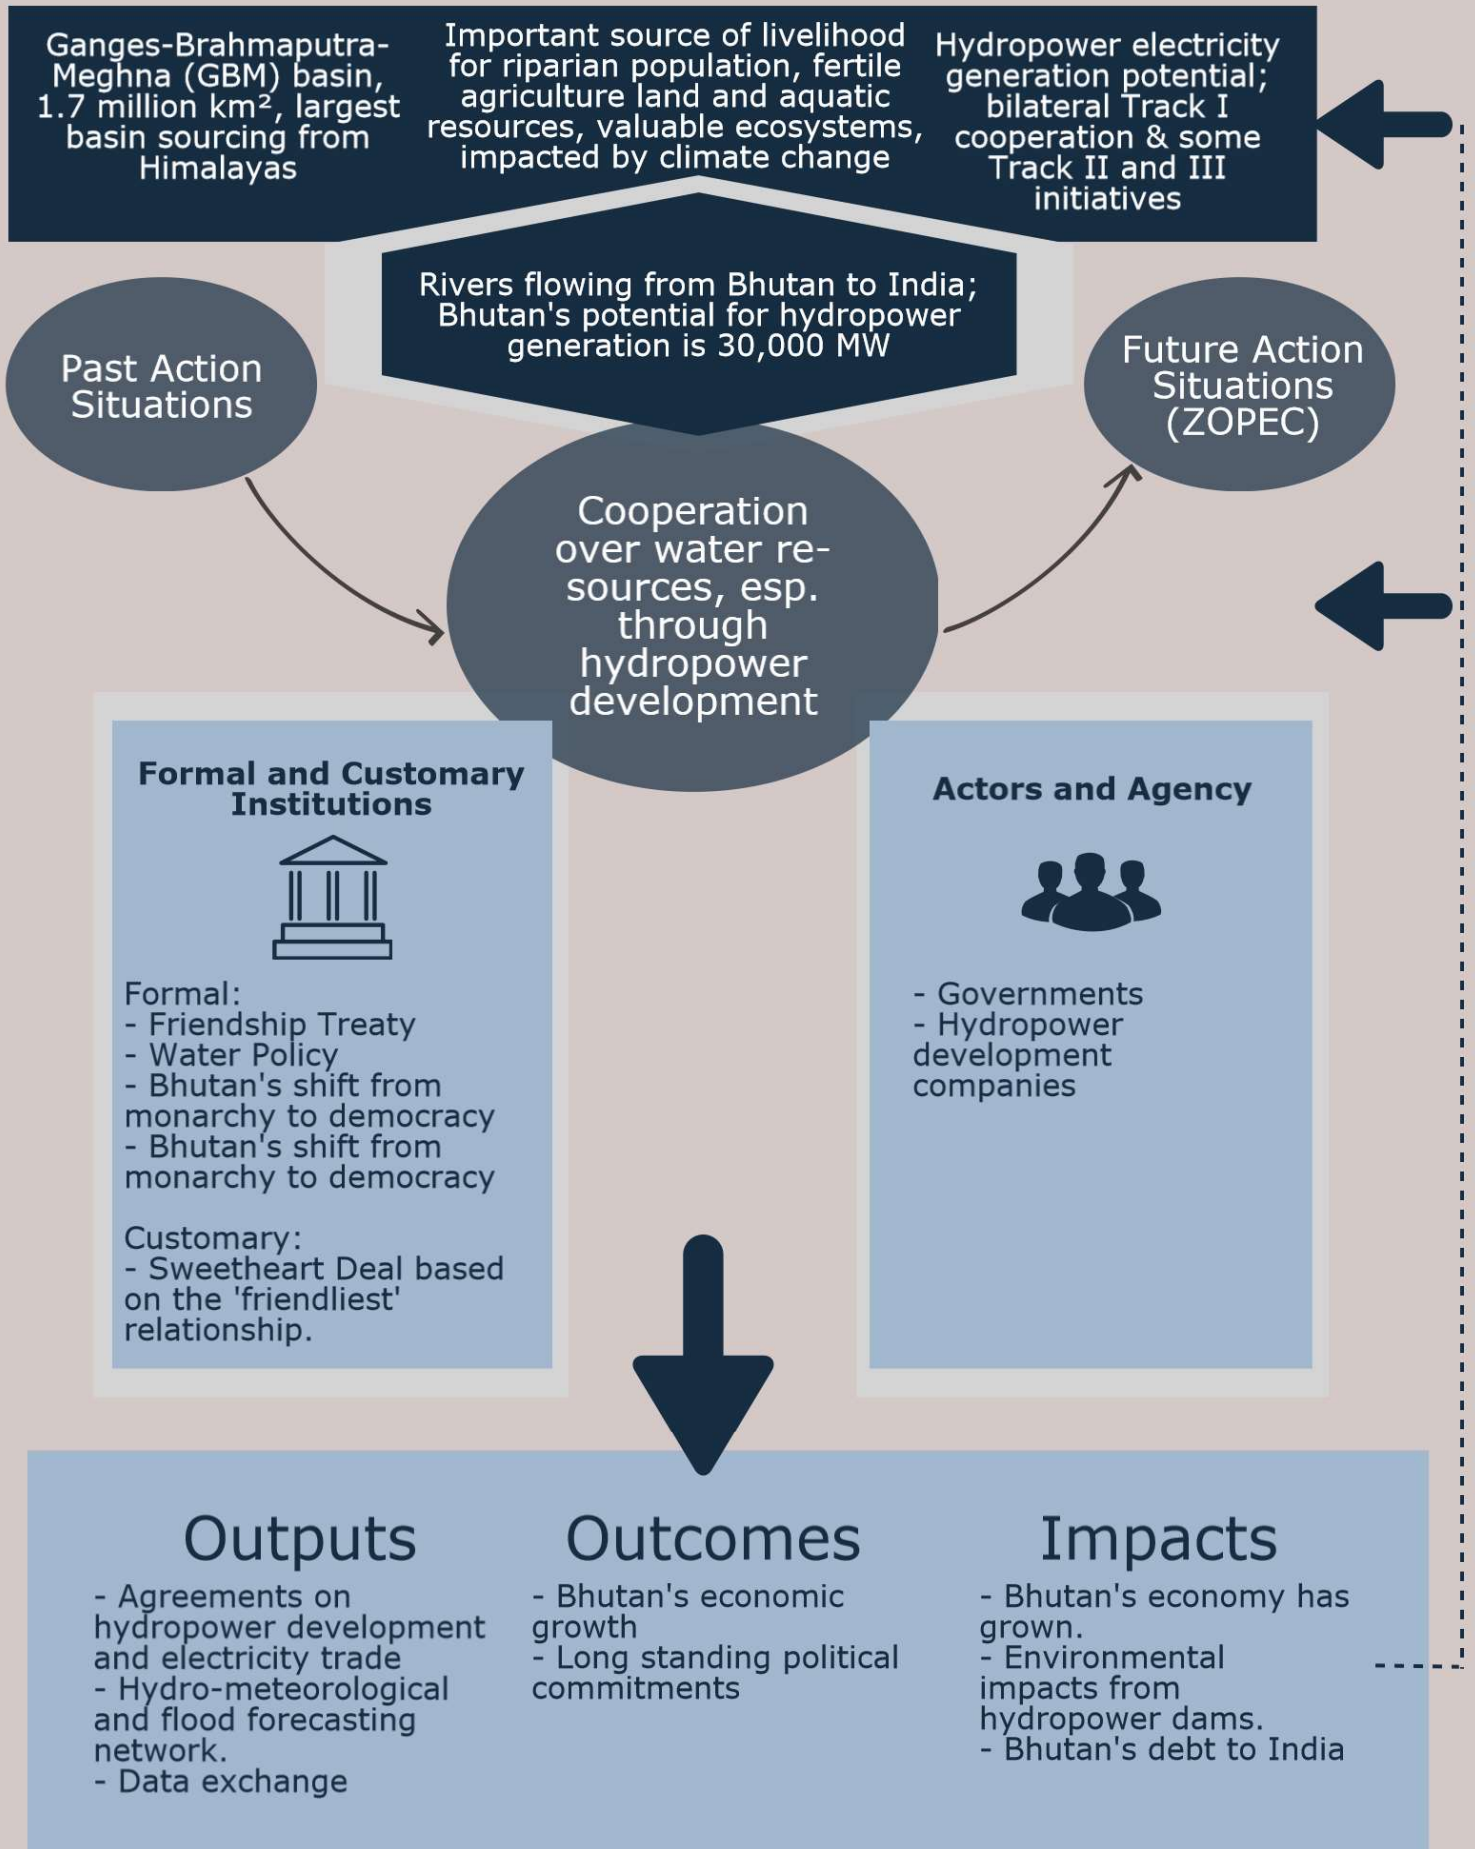 Ganges-Brahmaputra-
Meghna (GBM) basin,
1.7 million km², largest
basin sourcing from
Himalayas
Important source of livelihood
for riparian population, fertile
agriculture land and aquatic
resources, valuable ecosystems,
impacted by climate change
Hydropower electricity
generation potential;
bilateral Track I
cooperation & some
Track II and III
initiatives
Rivers flowing from Bhutan to India;
Bhutan's potential for hydropower
generation is 30,000 MW
Past Action
Situations
Future Action
Situations
(ZOPEC)
Cooperation
over water re-
sources, esp.
through
hydropower
development
Formal and Customary
Institutions
Formal:
- Friendship Treaty
- Water Policy
- Bhutan's shift from
monarchy to democracy
- Bhutan's shift from
monarchy to democracy
Customary:
- Sweetheart Deal based
on the 'friendliest'
relationship.
Actors and Agency
- Governments
- Hydropower
development
companies
Outputs
- Agreements on
hydropower development
and electricity trade
- Hydro-meteorological
and flood forecasting
network.
- Data exchange
Outcomes
- Bhutan's economic
growth
- Long standing political
commitments
Impacts
- Bhutan's economy has
grown.
- Environmental
impacts from
hydropower dams.
- Bhutan's debt to India